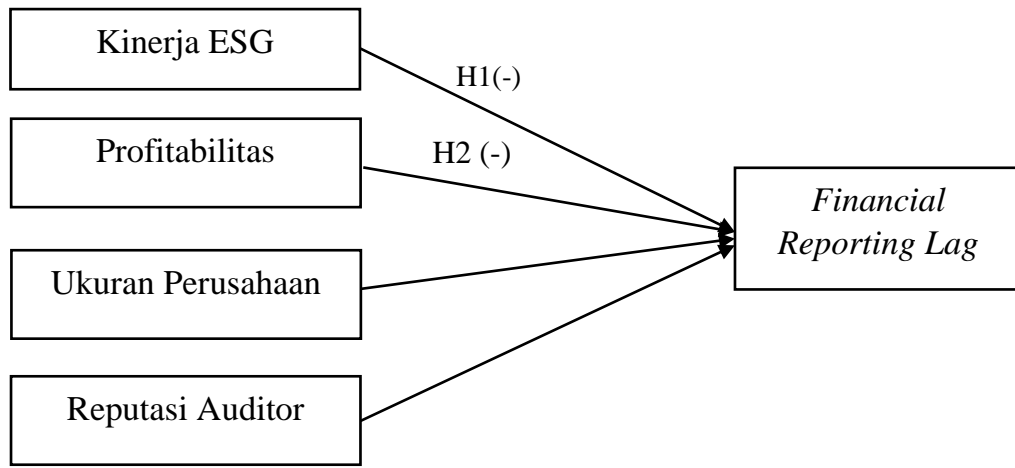 Kinerja ESG
H1(-)
Profitabilitas
H2 (-)
Financial
Reporting Lag
Ukuran Perusahaan
Reputasi Auditor